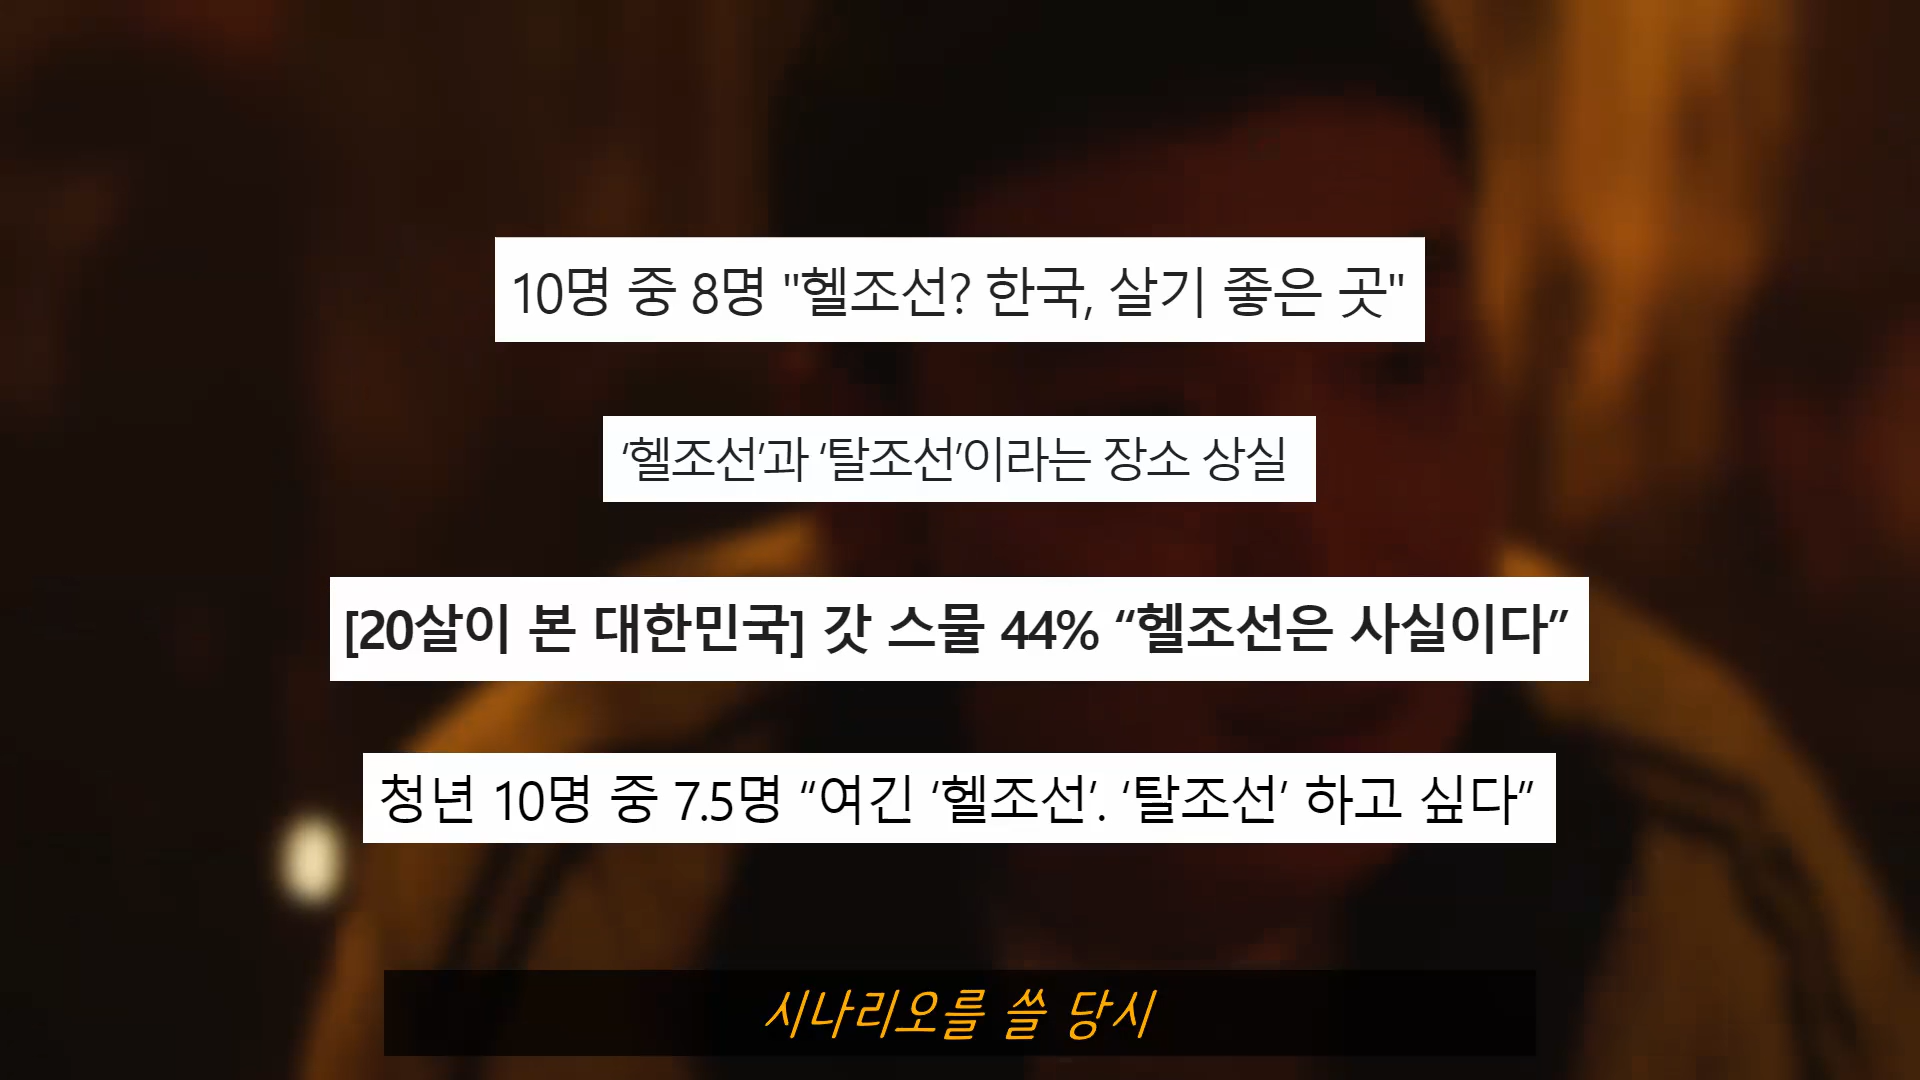 10명 중 8명 "헬조선? 한국, 살기 좋은 곳"
‘헬조선’과 ‘탈조선’이라는 장소 상실
[20살이 본 대한민국] 갓 스물 44% “헬조선은 사실이다”
청년 10명 중 7.5명 “여긴 ‘헬조선’. ‘탈조선’ 하고 싶다”
시나리오를 쓸 당시